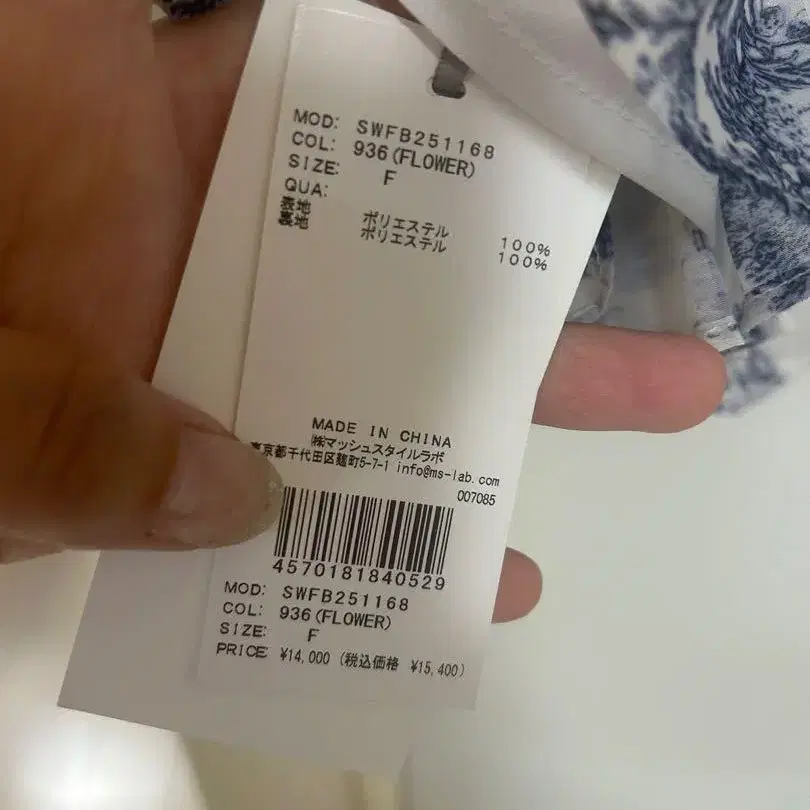 MOD: SWFB251168
COL: 936(FLOWER)
SIZE: F
QUA:
表地 ポリエステル 100%
裏地 ポリエステル 100%
MADE IN CHINA
㈱マッシュスタイルラボ
東京都千代田区麹町5-7-1 info@ms-lab.com
007085
4570181840529
MOD: SWFB251168
COL: 936(FLOWER)
SIZE: F
PRICE: ¥14,000 (税込価格 ¥15,400)